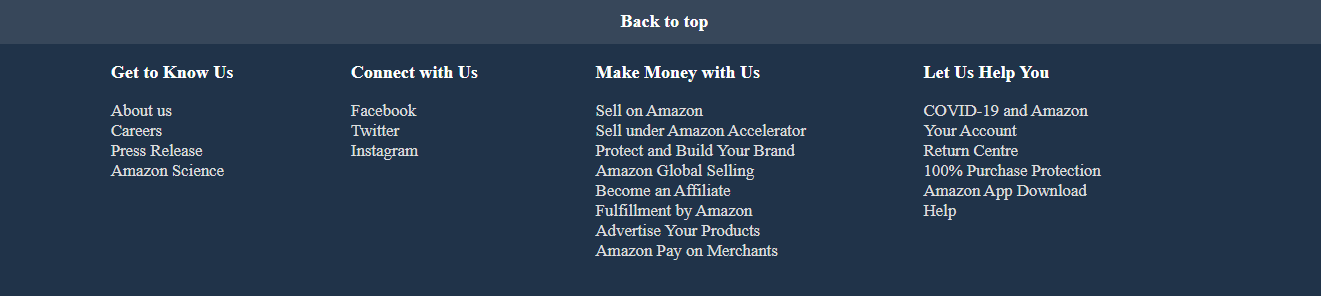 Back to top
Get to Know Us
About us
Careers
Press Release
Amazon Science
Connect with Us
Facebook
Twitter
Instagram
Make Money with Us
Sell on Amazon
Sell under Amazon Accelerator
Protect and Build Your Brand
Amazon Global Selling
Become an Affiliate
Fulfillment by Amazon
Advertise Your Products
Amazon Pay on Merchants
Let Us Help You
COVID-19 and Amazon
Your Account
Return Centre
100% Purchase Protection
Amazon App Download
Help